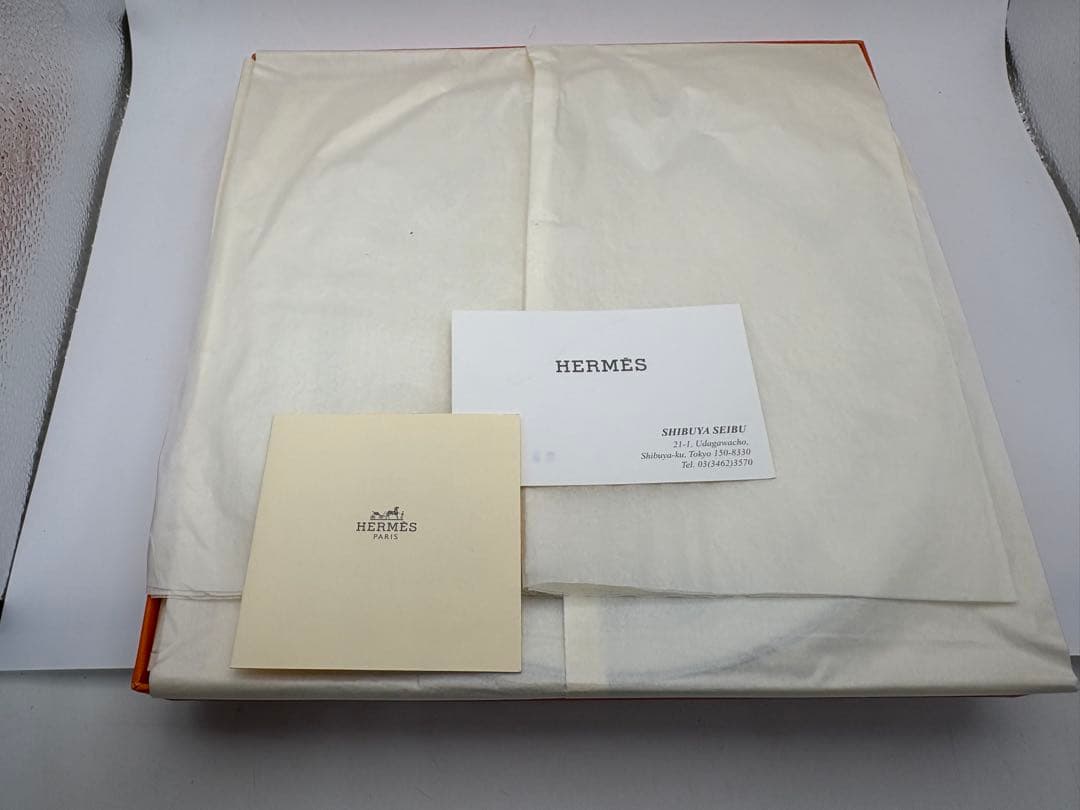 HERMÈS
SHIBUYA SEIBU
21-1, Udagawacho,
Shibuya-ku, Tokyo 150-8330
Tel. 03(3462)3570
HERMÈS
PARIS